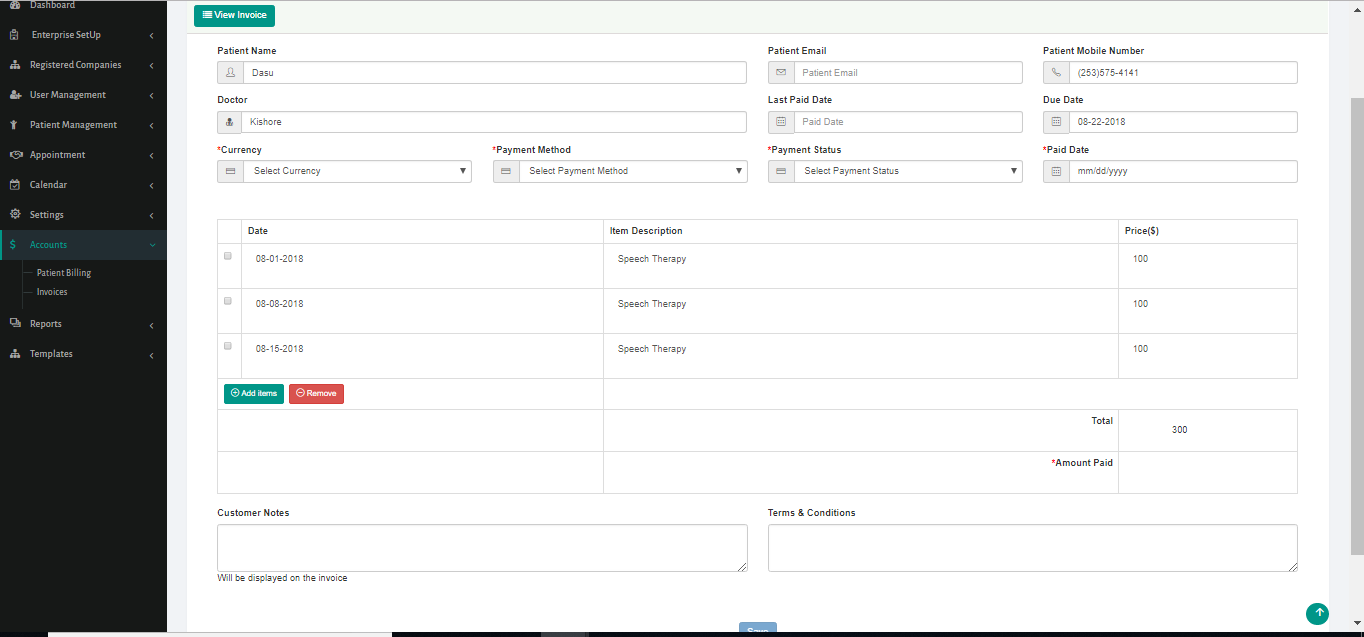 Dashboard
Enterprise SetUp
Registered Companies
User Management
Patient Management
Appointment
Calendar
Settings
$ Accounts
Patient Billing
Invoices
Reports
Templates
View Invoice
Patient Name
Patient Email
Patient Mobile Number
Dasu
Patient Email
(253)575-4141
Doctor
Last Paid Date
Due Date
Kishore
Paid Date
08-22-2018
*Currency
*Payment Method
*Payment Status
*Paid Date
Select Currency
Select Payment Method
Select Payment Status
mm/dd/yyyy
Date
Item Description
Price($)
08-01-2018
Speech Therapy
100
08-08-2018
Speech Therapy
100
08-15-2018
Speech Therapy
100
Add items
Remove
Total
300
*Amount Paid
Customer Notes
Terms & Conditions
Will be displayed on the invoice
Save